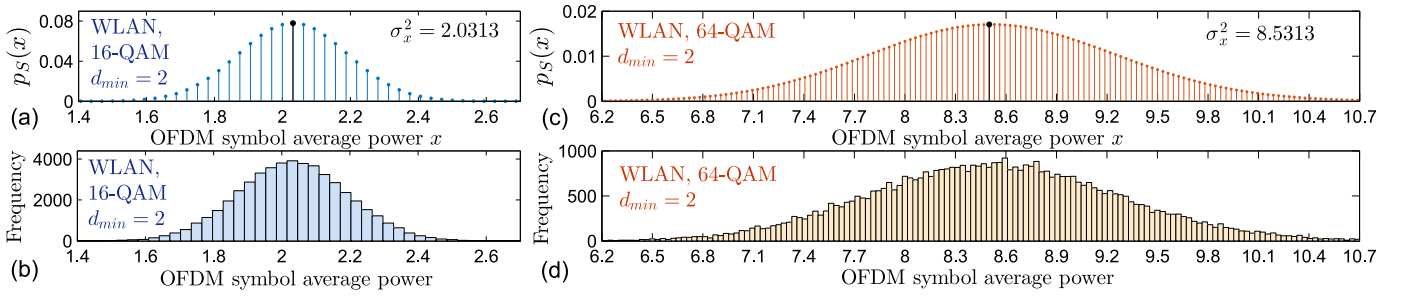 0.08
0.04
0
p_S(x)
WLAN,
16-QAM
d_min = 2
σ_x^2 = 2.0313
(a)
1.4 1.6 1.8 2 2.2 2.4 2.6
OFDM symbol average power x
4000
2000
0
Frequency
WLAN,
16-QAM
d_min = 2
(b)
1.4 1.6 1.8 2 2.2 2.4 2.6
OFDM symbol average power
0.02
0.01
0
p_S(x)
WLAN, 64-QAM
d_min = 2
σ_x^2 = 8.5313
(c)
6.2 6.5 6.8 7.1 7.4 7.7 8 8.3 8.6 8.9 9.2 9.5 9.8 10.1 10.4 10.7
OFDM symbol average power x
1000
500
0
Frequency
WLAN, 64-QAM
d_min = 2
(d)
6.2 6.5 6.8 7.1 7.4 7.7 8 8.3 8.6 8.9 9.2 9.5 9.8 10.1 10.4 10.7
OFDM symbol average power